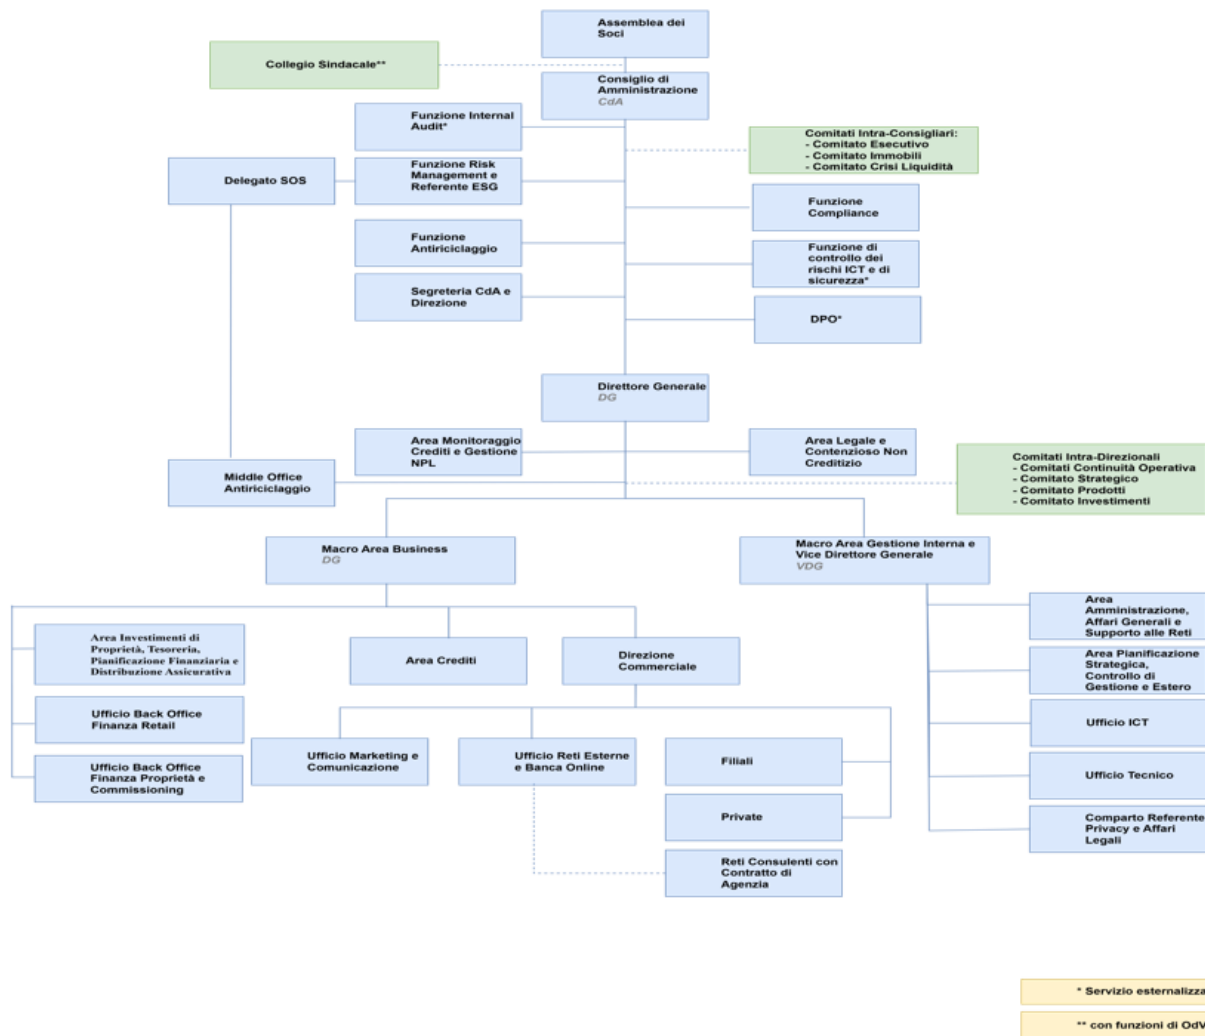 Assemblea dei
Soci
Collegio Sindacale**
Consiglio di
Amministrazione
CdA
Funzione Internal
Audit*
Comitati Intra-Consigliari:
- Comitato Esecutivo
- Comitato Immobili
- Comitato Crisi Liquidità
Delegato SOS
Funzione Risk
Management e
Referente ESG
Funzione
Compliance
Funzione
Antiriciclaggio
Funzione di
controllo dei
rischi ICT e di
sicurezza*
Segreteria CdA e
Direzione
DPO*
Direttore Generale
DG
Area Monitoraggio
Crediti e Gestione
NPL
Area Legale e
Contenzioso Non
Creditizio
Comitati Intra-Direzionali
- Comitati Continuità Operativa
- Comitato Strategico
- Comitato Prodotti
- Comitato Investimenti
Middle Office
Antiriciclaggio
Macro Area Business
DG
Macro Area Gestione Interna e
Vice Direttore Generale
VDG
Area Investimenti di
Proprietà, Tesoreria,
Pianificazione Finanziaria e
Distribuzione Assicurativa
Area Crediti
Direzione
Commerciale
Area
Amministrazione,
Affari Generali e
Supporto alle Reti
Area Pianificazione
Strategica,
Controllo di
Gestione e Estero
Ufficio Back Office
Finanza Retail
Ufficio ICT
Ufficio Back Office
Finanza Proprietà e
Commissioning
Ufficio Marketing e
Comunicazione
Ufficio Reti Esterne
e Banca Online
Filiali
Ufficio Tecnico
Private
Comparto Referente
Privacy e Affari
Legali
Reti Consulenti con
Contratto di
Agenzia
* Servizio esternalizza
** con funzioni di OdV